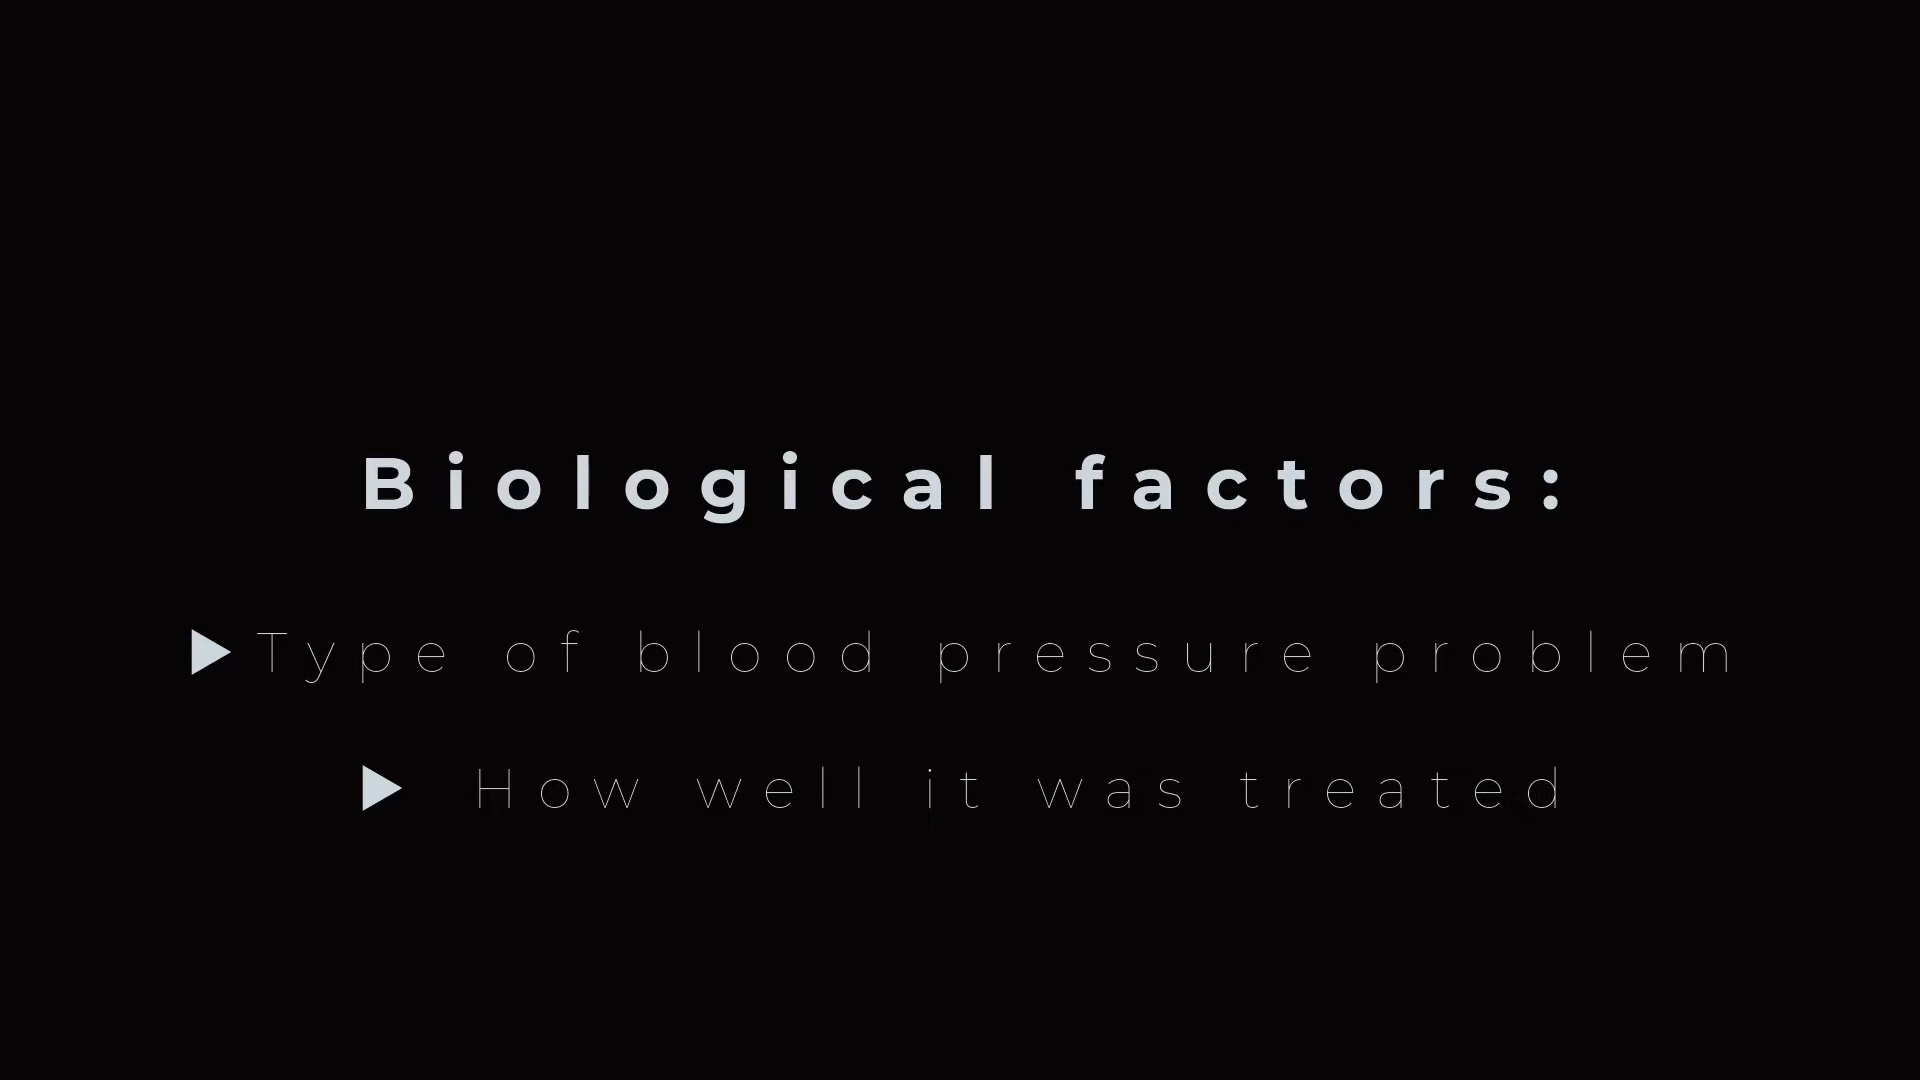 Biological factors:
▶Type of blood pressure problem
▶ How well it was treated